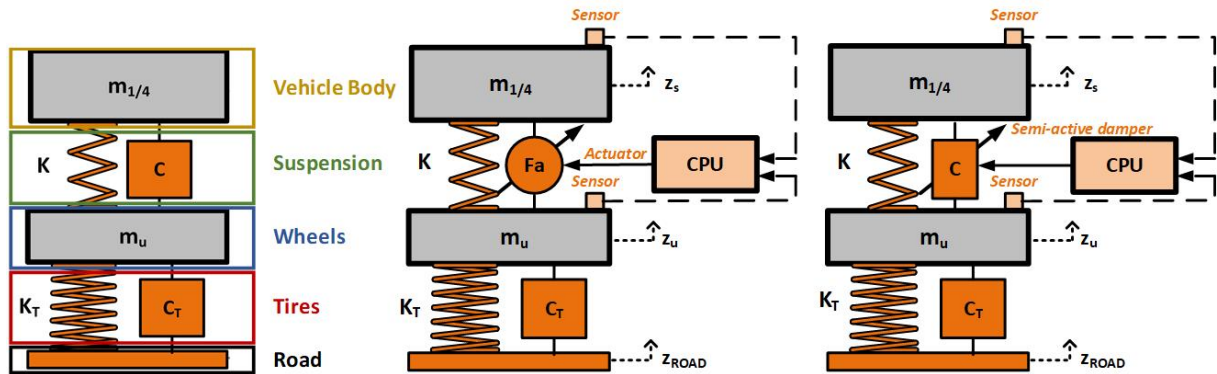 m1/4
K
C
mu
KT
CT
Vehicle Body
Suspension
Wheels
Tires
Road
Sensor
m1/4
zs
K
Fa
Actuator
CPU
Sensor
mu
zu
KT
CT
zROAD
Sensor
m1/4
zs
Semi-active damper
K
C
CPU
Sensor
mu
zu
KT
CT
zROAD